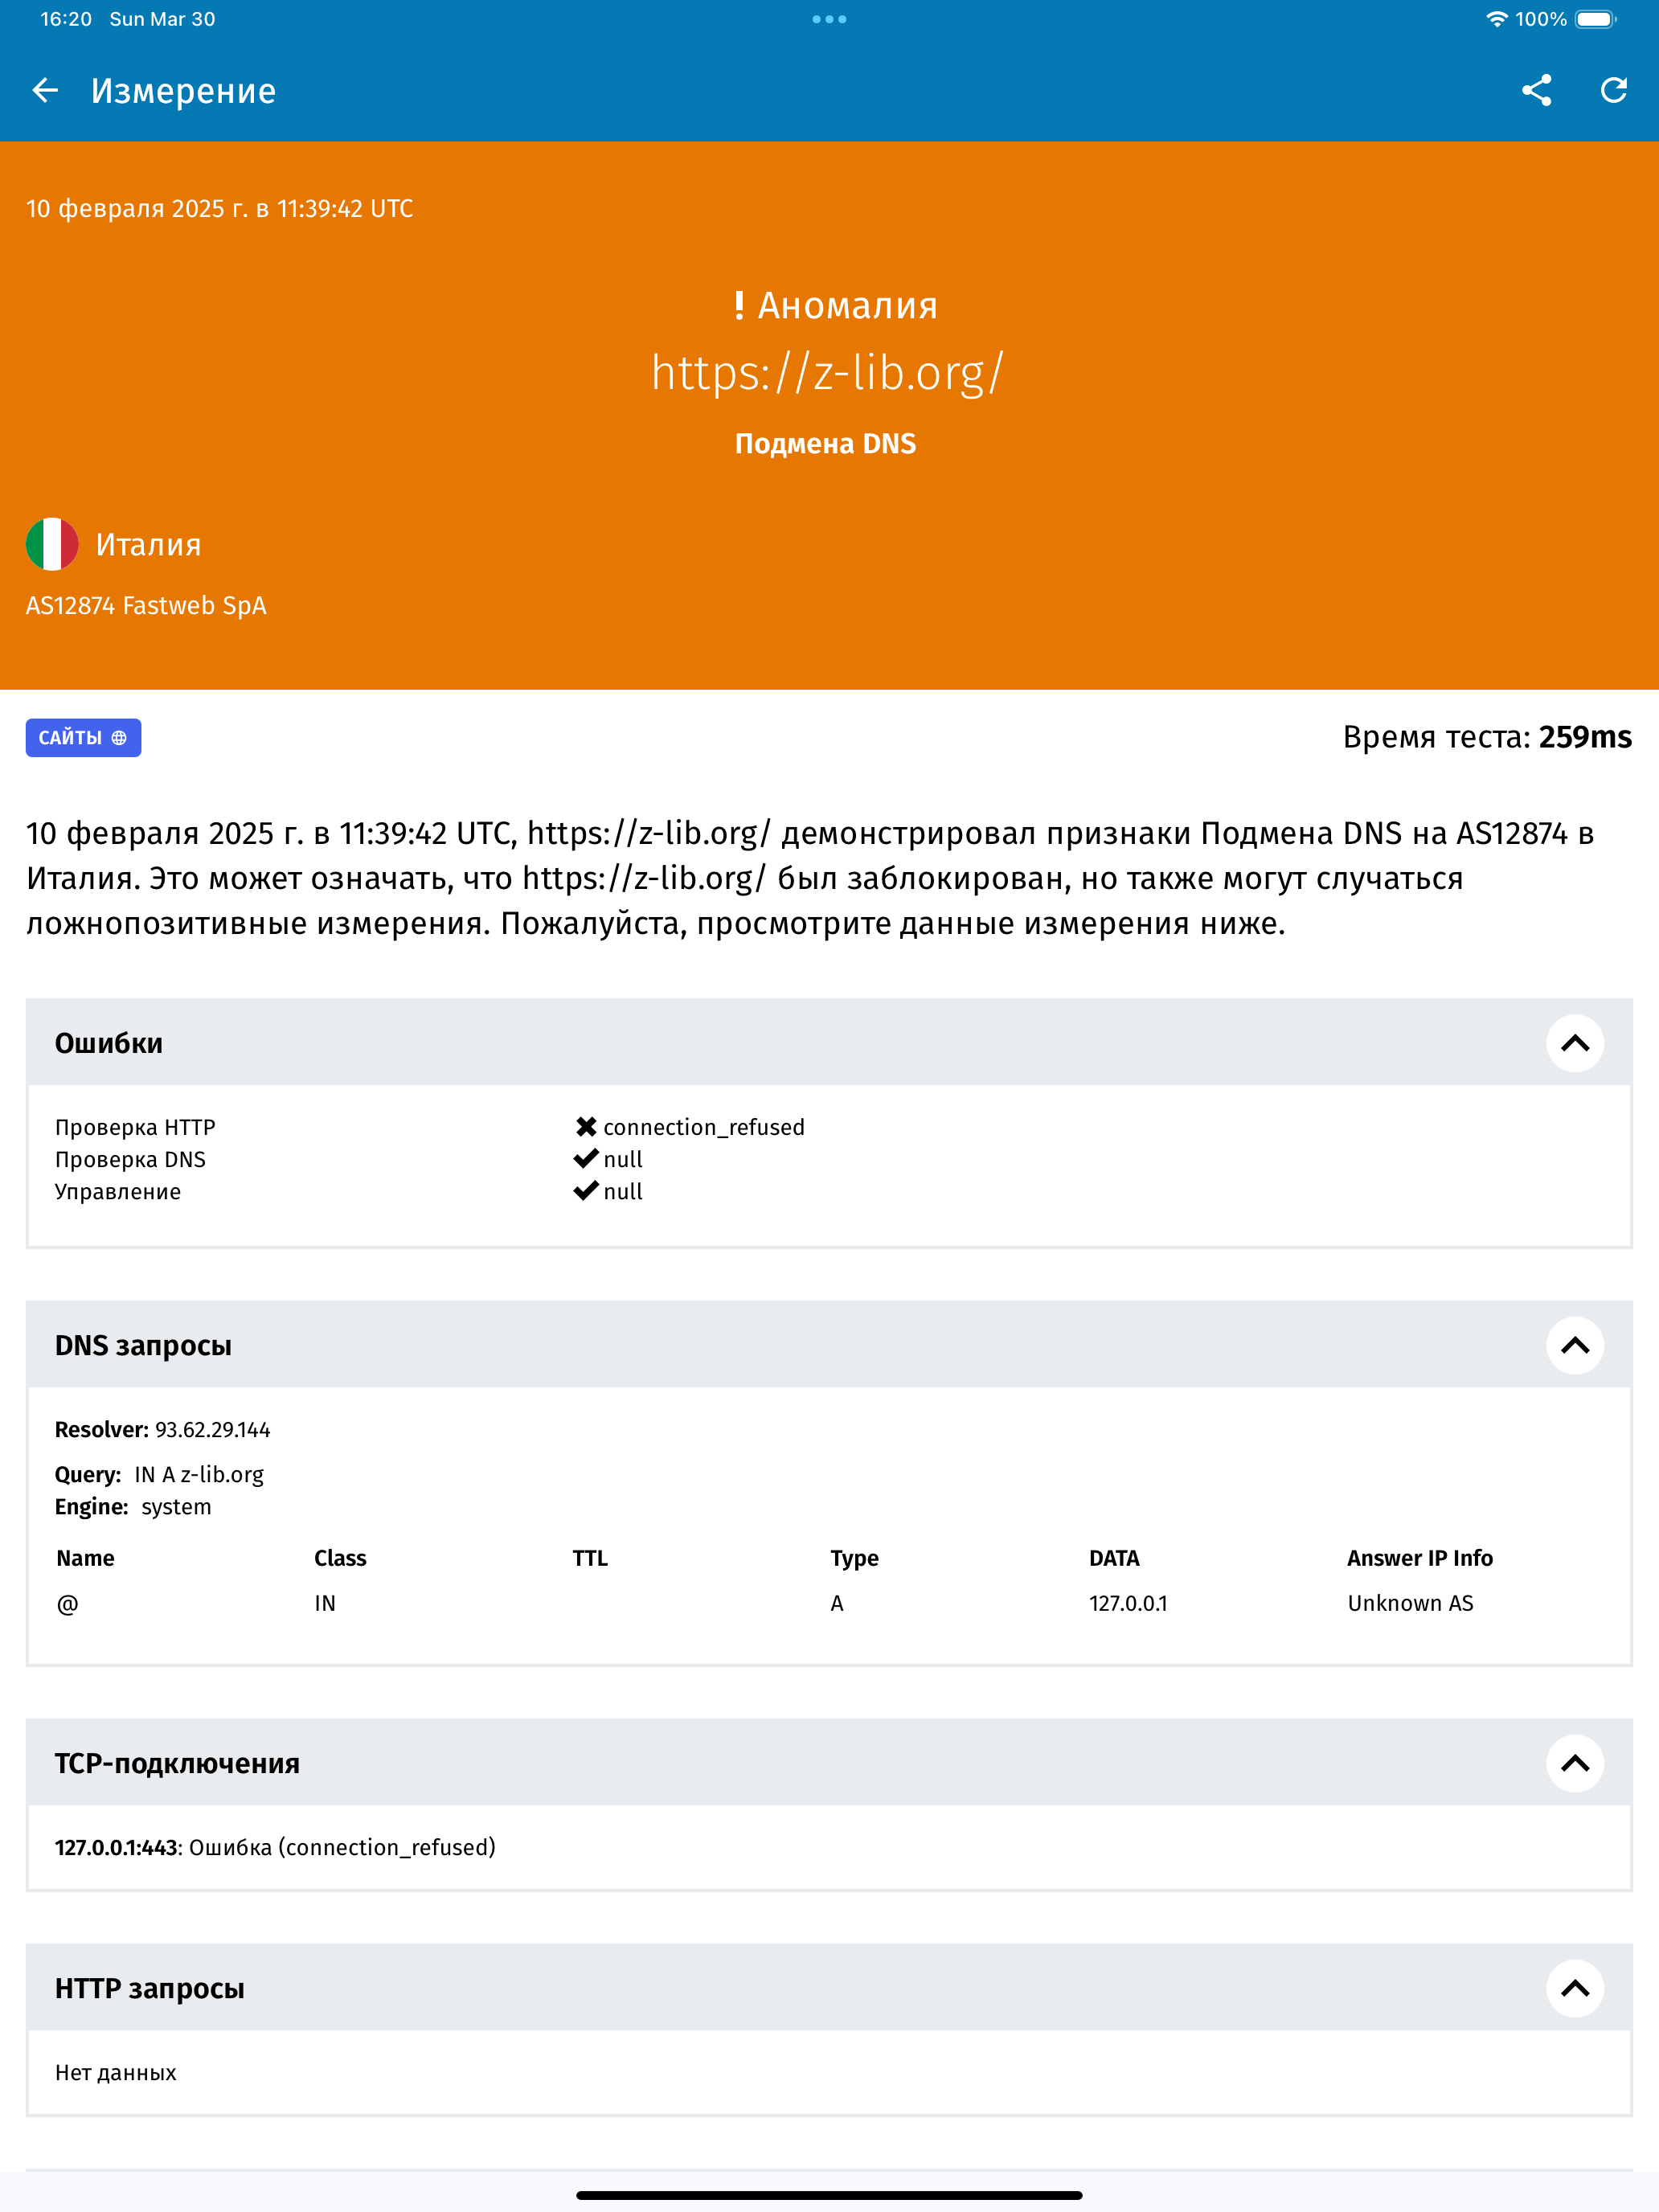 16:20 Sun Mar 30
100%
Измерение
10 февраля 2025 г. в 11:39:42 UTC
! Аномалия
https://z-lib.org/
Подмена DNS
Италия
AS12874 Fastweb SpA
САЙТЫ
Время теста: 259ms
10 февраля 2025 г. в 11:39:42 UTC, https://z-lib.org/ демонстрировал признаки Подмена DNS на AS12874 в
Италия. Это может означать, что https://z-lib.org/ был заблокирован, но также могут случаться
ложнопозитивные измерения. Пожалуйста, просмотрите данные измерения ниже.
Ошибки
Проверка HTTP connection_refused
Проверка DNS null
Управление null
DNS запросы
Resolver: 93.62.29.144
Query: IN A z-lib.org
Engine: system
Name Class TTL Type DATA Answer IP Info
@ IN A 127.0.0.1 Unknown AS
TCP-подключения
127.0.0.1:443: Ошибка (connection_refused)
HTTP запросы
Нет данных